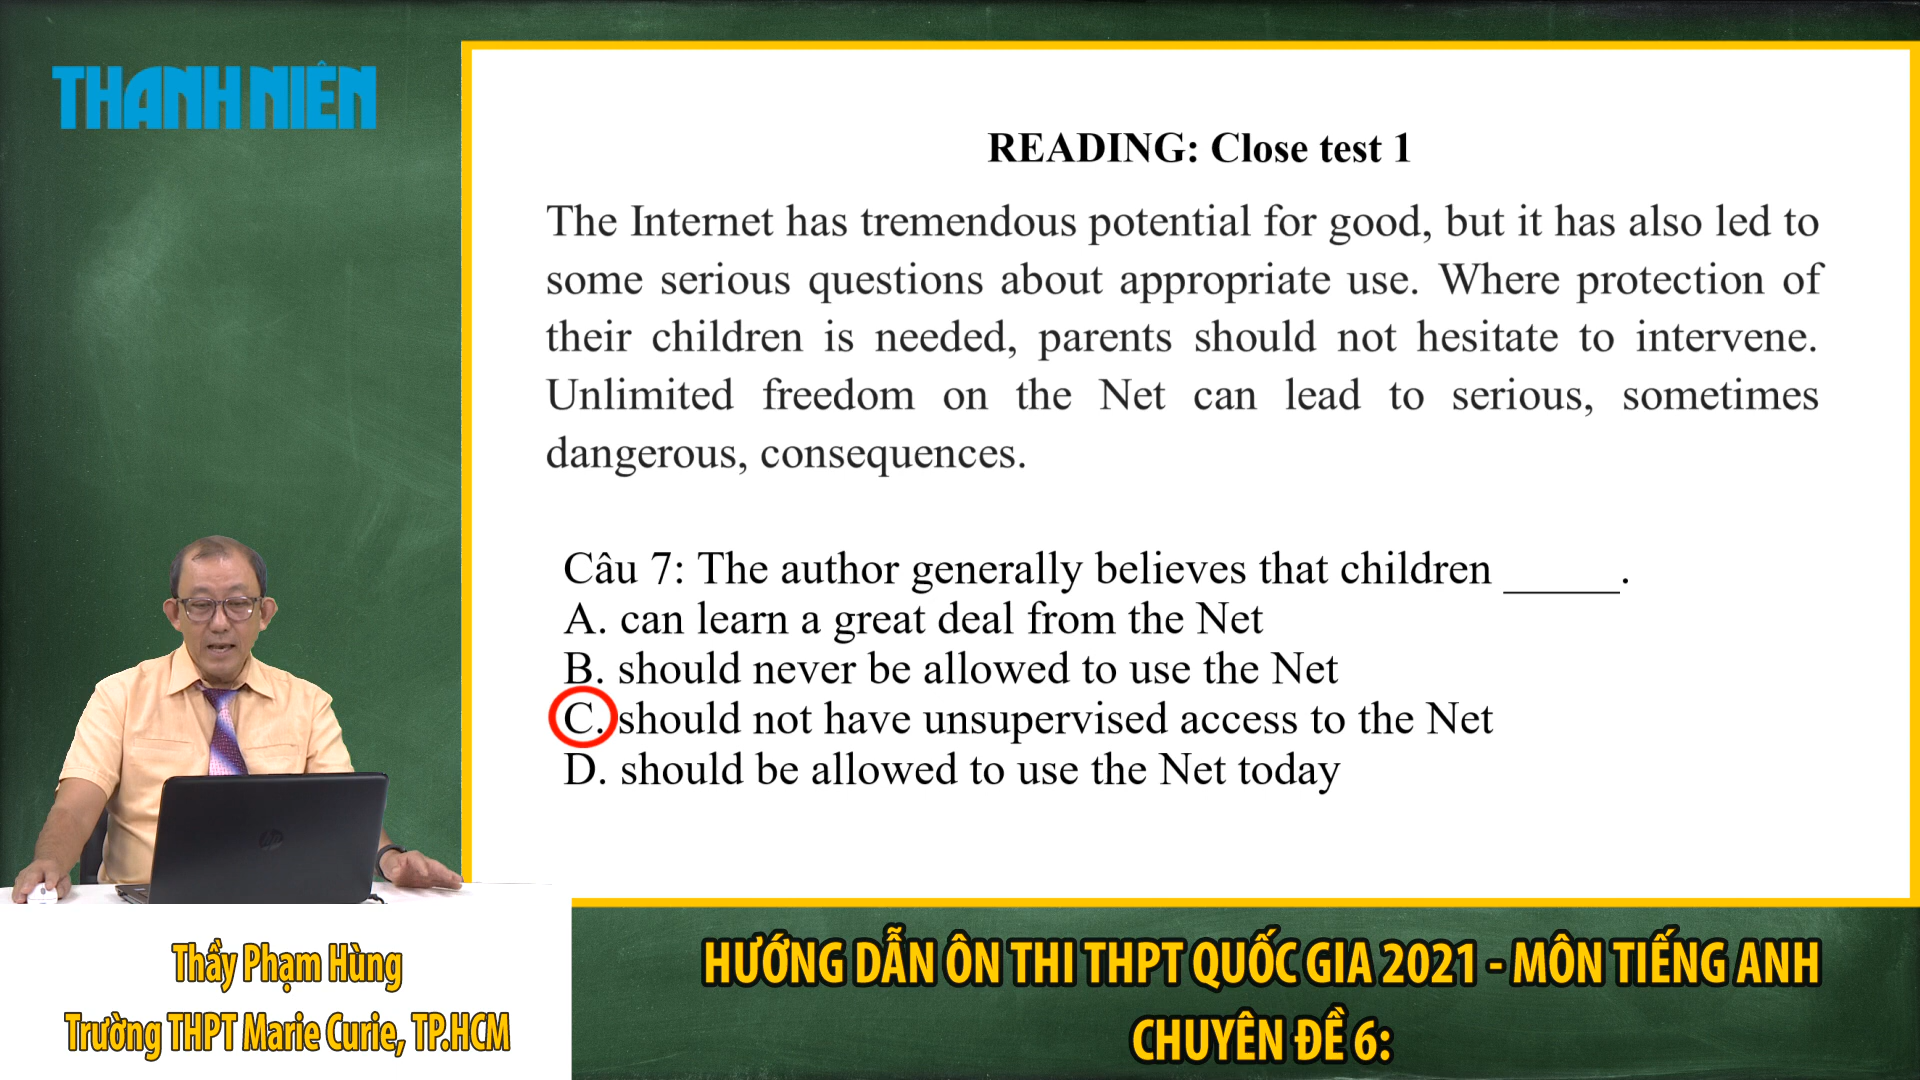 THANH NIÊN
READING: Close test 1
The Internet has tremendous potential for good, but it has also led to
some serious questions about appropriate use. Where protection of
their children is needed, parents should not hesitate to intervene.
Unlimited freedom on the Net can lead to serious, sometimes
dangerous, consequences.
Câu 7: The author generally believes that children _____.
A. can learn a great deal from the Net
B. should never be allowed to use the Net
C. should not have unsupervised access to the Net
D. should be allowed to use the Net today
hp
Thầy Phạm Hùng
Trường THPT Marie Curie, TP.HCM
HƯỚNG DẪN ÔN THI THPT QUỐC GIA 2021 - MÔN TIẾNG ANH
CHUYÊN ĐỀ 6: